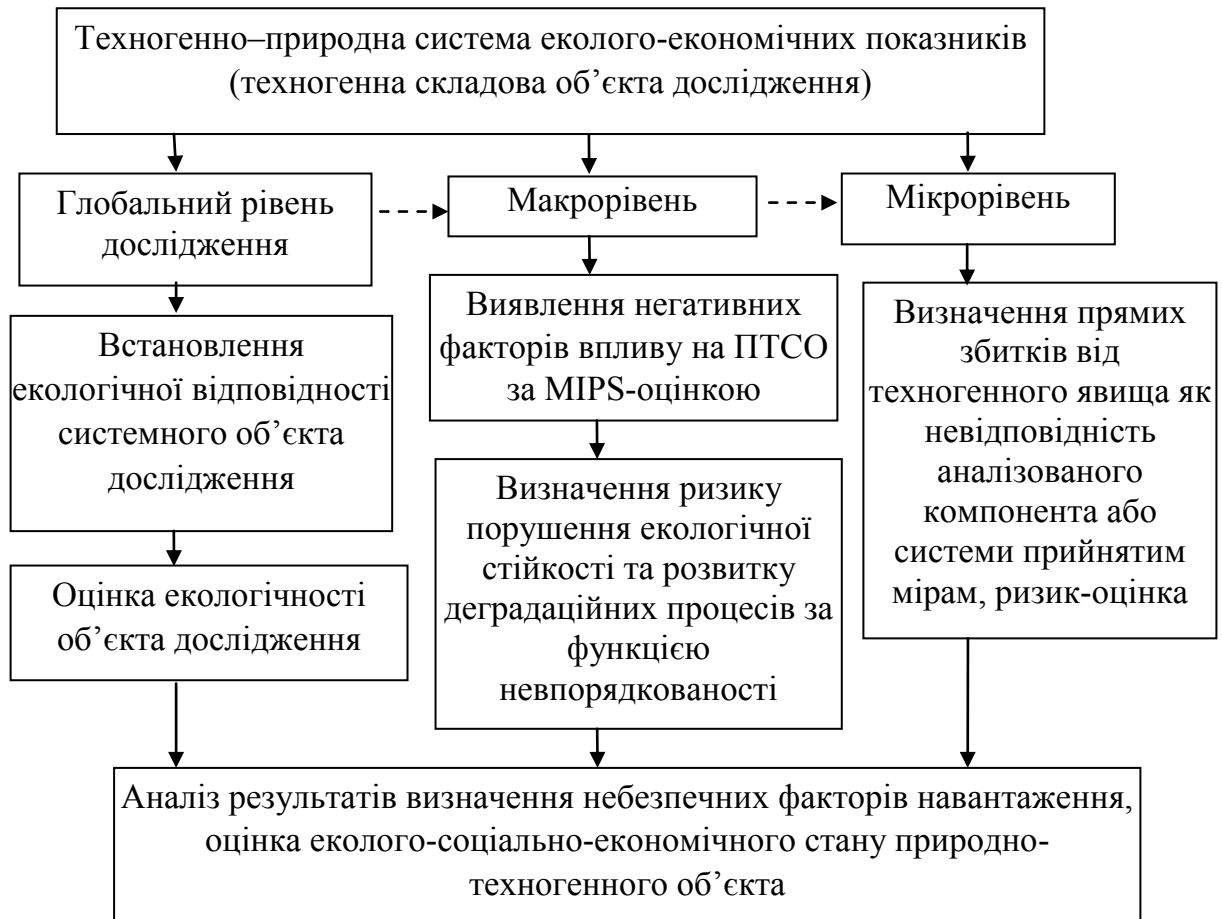 Техногенно–природна система еколого-економічних показників
(техногенна складова об’єкта дослідження)
Глобальний рівень
дослідження
Макрорівень
Мікрорівень
Встановлення
екологічної відповідності
системного об’єкта
дослідження
Виявлення негативних
факторів впливу на ПТСО
за MIPS-оцінкою
Визначення прямих
збитків від
техногенного явища як
невідповідність
аналізованого
компонента або
системи прийнятим
мірам, ризик-оцінка
Оцінка екологічності
об’єкта дослідження
Визначення ризику
порушення екологічної
стійкості та розвитку
деградаційних процесів за
функцією
невпорядкованості
Аналіз результатів визначення небезпечних факторів навантаження,
оцінка еколого-соціально-економічного стану природно-
техногенного об’єкта